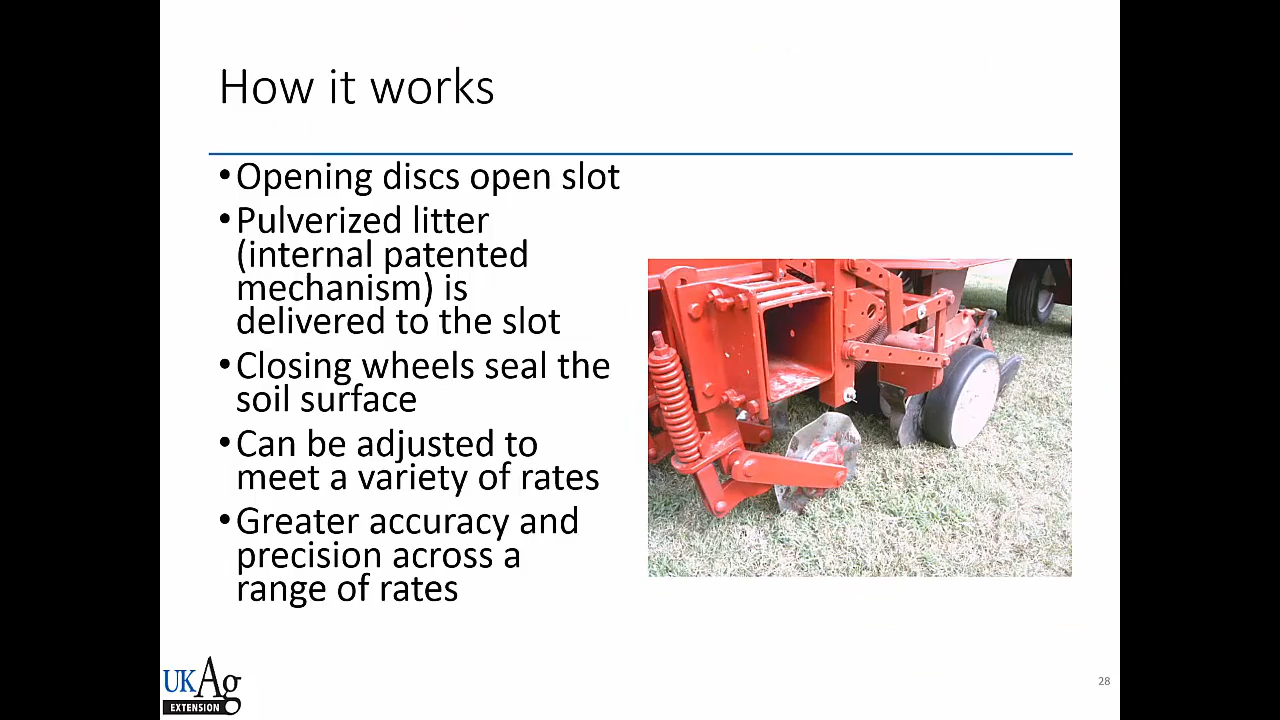 How it works
•Opening discs open slot
•Pulverized litter
(internal patented
mechanism) is
delivered to the slot
•Closing wheels seal the
soil surface
•Can be adjusted to
meet a variety of rates
•Greater accuracy and
precision across a
range of rates
UKAg
EXTENSION
28